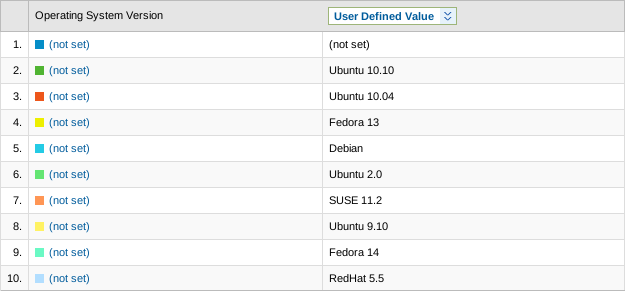 Operating System Version User Defined Value
1. (not set) (not set)
2. (not set) Ubuntu 10.10
3. (not set) Ubuntu 10.04
4. (not set) Fedora 13
5. (not set) Debian
6. (not set) Ubuntu 2.0
7. (not set) SUSE 11.2
8. (not set) Ubuntu 9.10
9. (not set) Fedora 14
10. (not set) RedHat 5.5